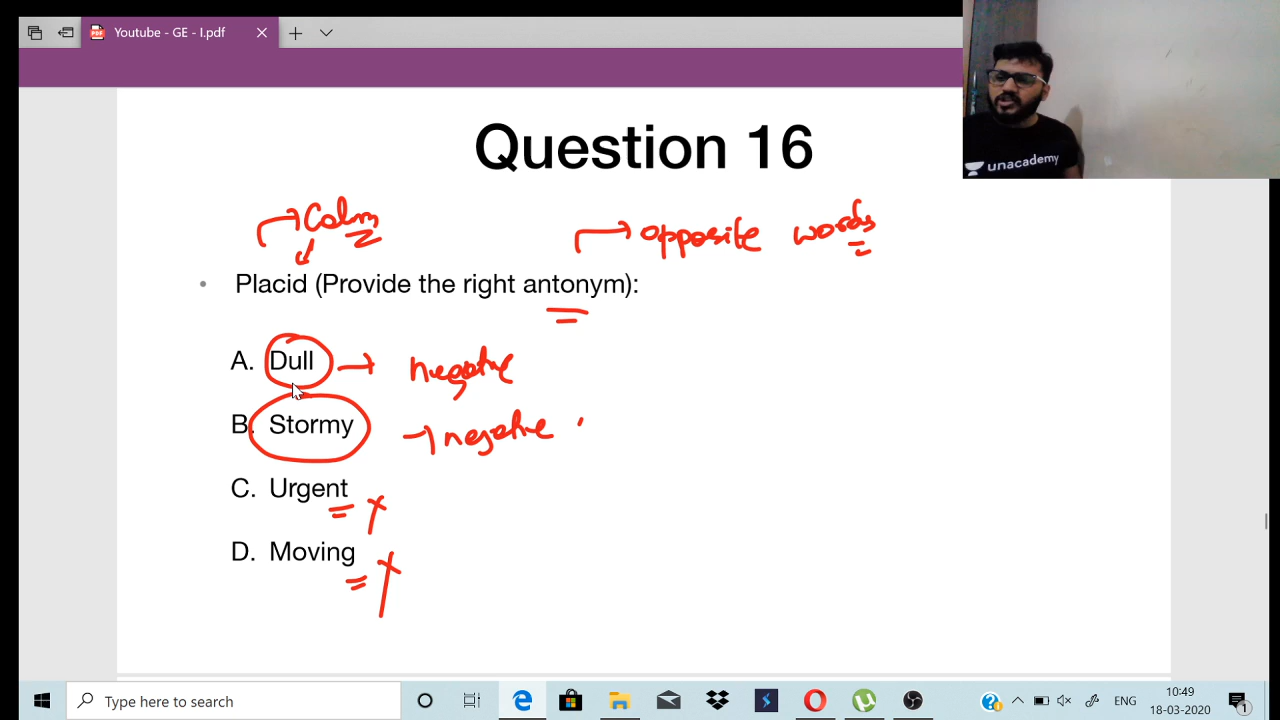 Youtube - GE - I.pdf
unacademy
Question 16
Calm
opposite words
• Placid (Provide the right antonym):
A. Dull → negative
B. Stormy → negative
C. Urgent = x
D. Moving = x
Type here to search
ENG
10:49
18-03-2020
1